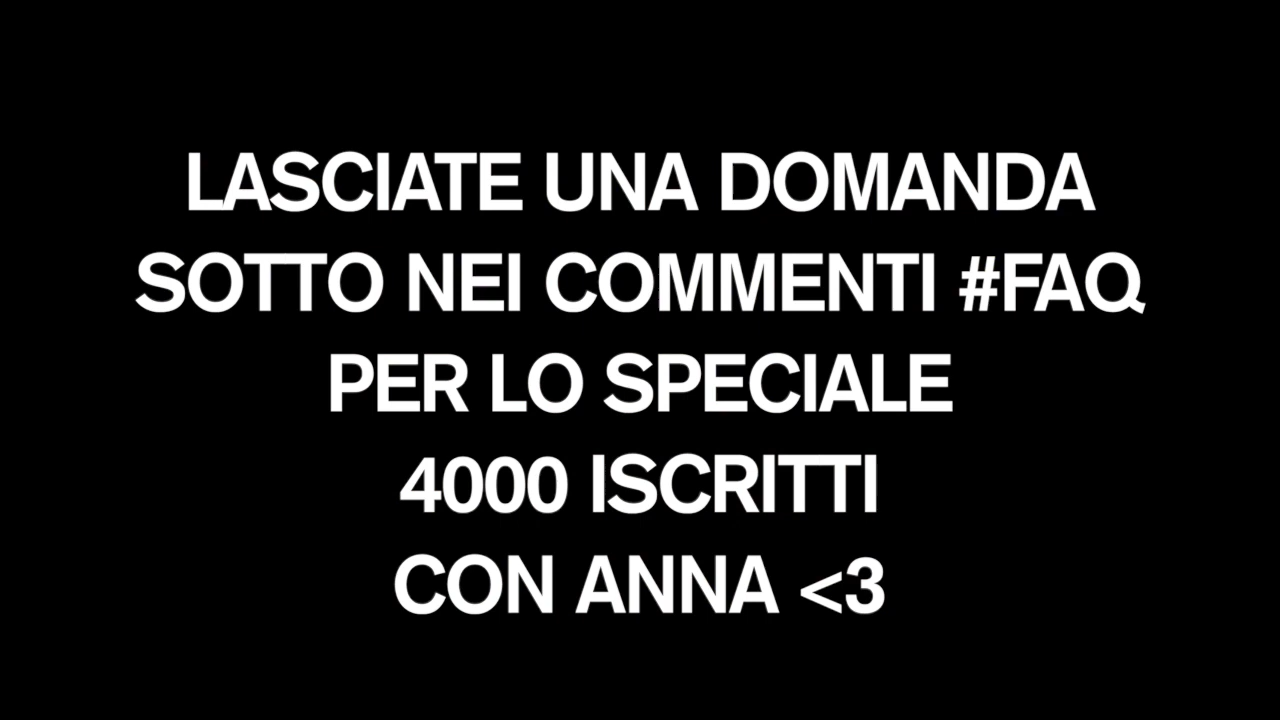 LASCIATE UNA DOMANDA
SOTTO NEI COMMENTI #FAQ
PER LO SPECIALE
4000 ISCRITTI
CON ANNA <3